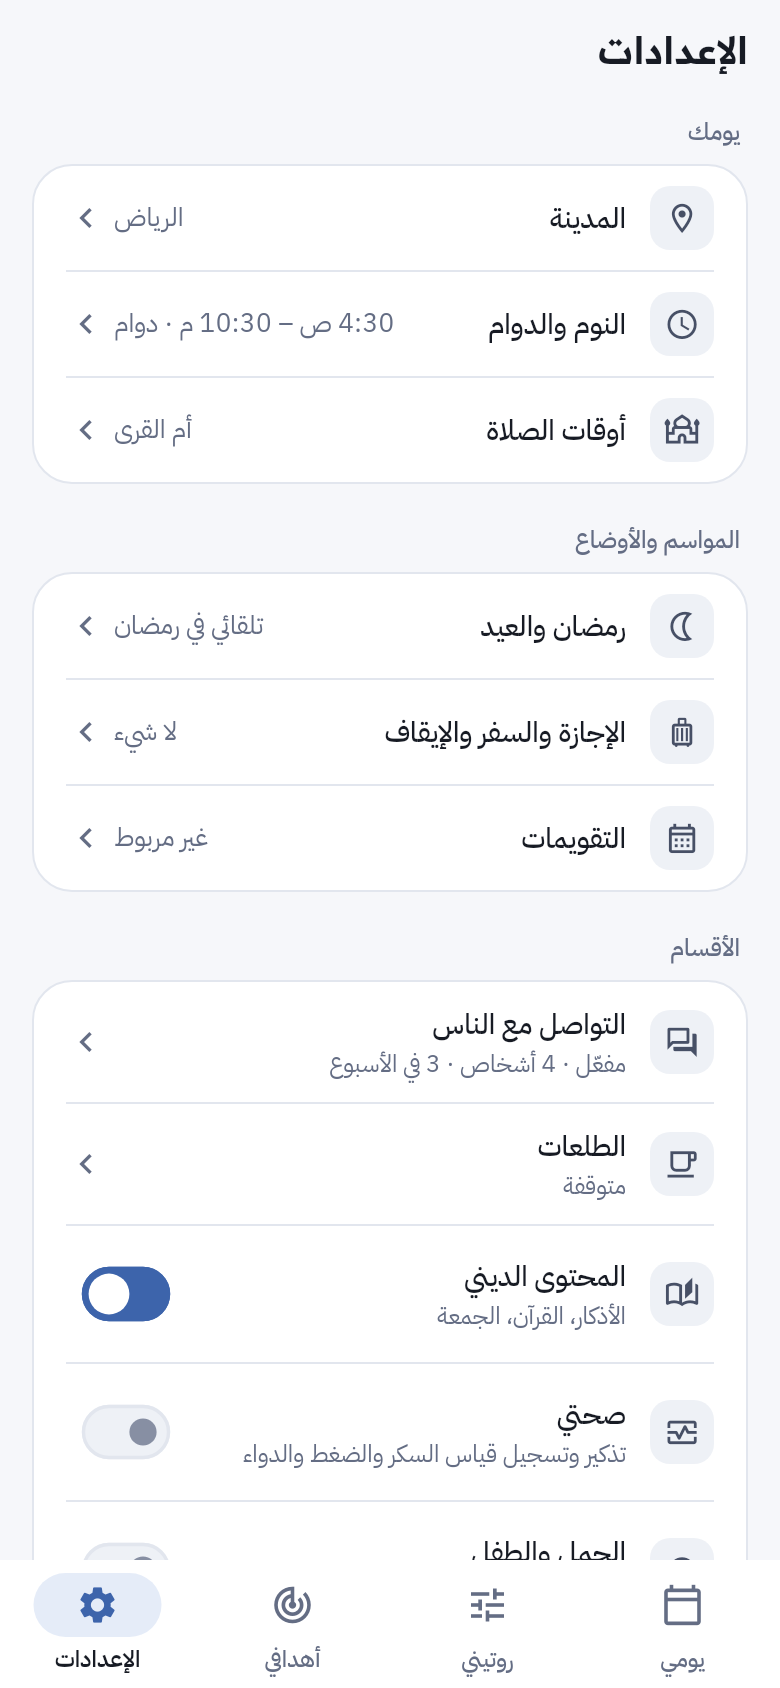 الإعدادات
يومك
المدينة
الرياض
النوم والدوام
4:30 ص – 10:30 م · دوام
أوقات الصلاة
أم القرى
المواسم والأوضاع
رمضان والعيد
تلقائي في رمضان
الإجازة والسفر والإيقاف
لا شيء
التقويمات
غير مربوط
الأقسام
التواصل مع الناس
مفعّل · 4 أشخاص · 3 في الأسبوع
الطلعات
متوقفة
المحتوى الديني
الأذكار، القرآن، الجمعة
صحتي
تذكير وتسجيل قياس السكر والضغط والدواء
الحمل والطفل
يومي
روتيني
أهدافي
الإعدادات